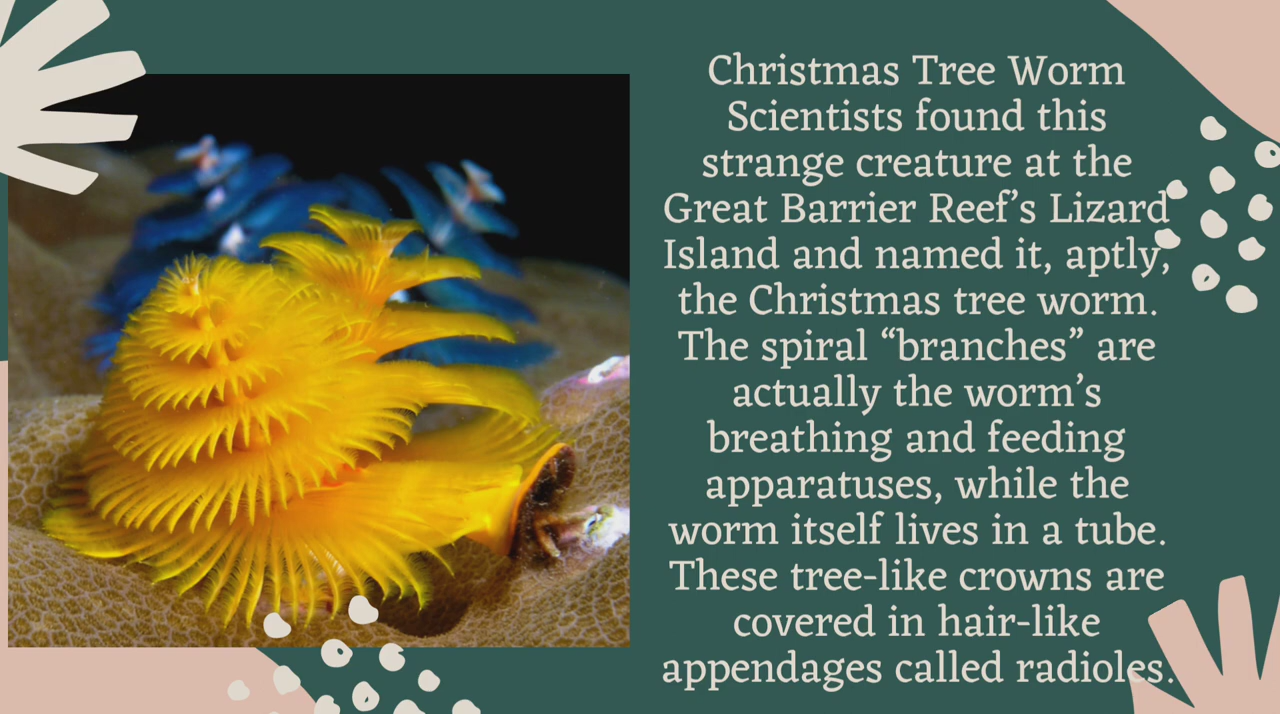 Christmas Tree Worm
Scientists found this
strange creature at the
Great Barrier Reef’s Lizard
Island and named it, aptly,
the Christmas tree worm.
The spiral “branches” are
actually the worm’s
breathing and feeding
apparatuses, while the
worm itself lives in a tube.
These tree-like crowns are
covered in hair-like
appendages called radioles.